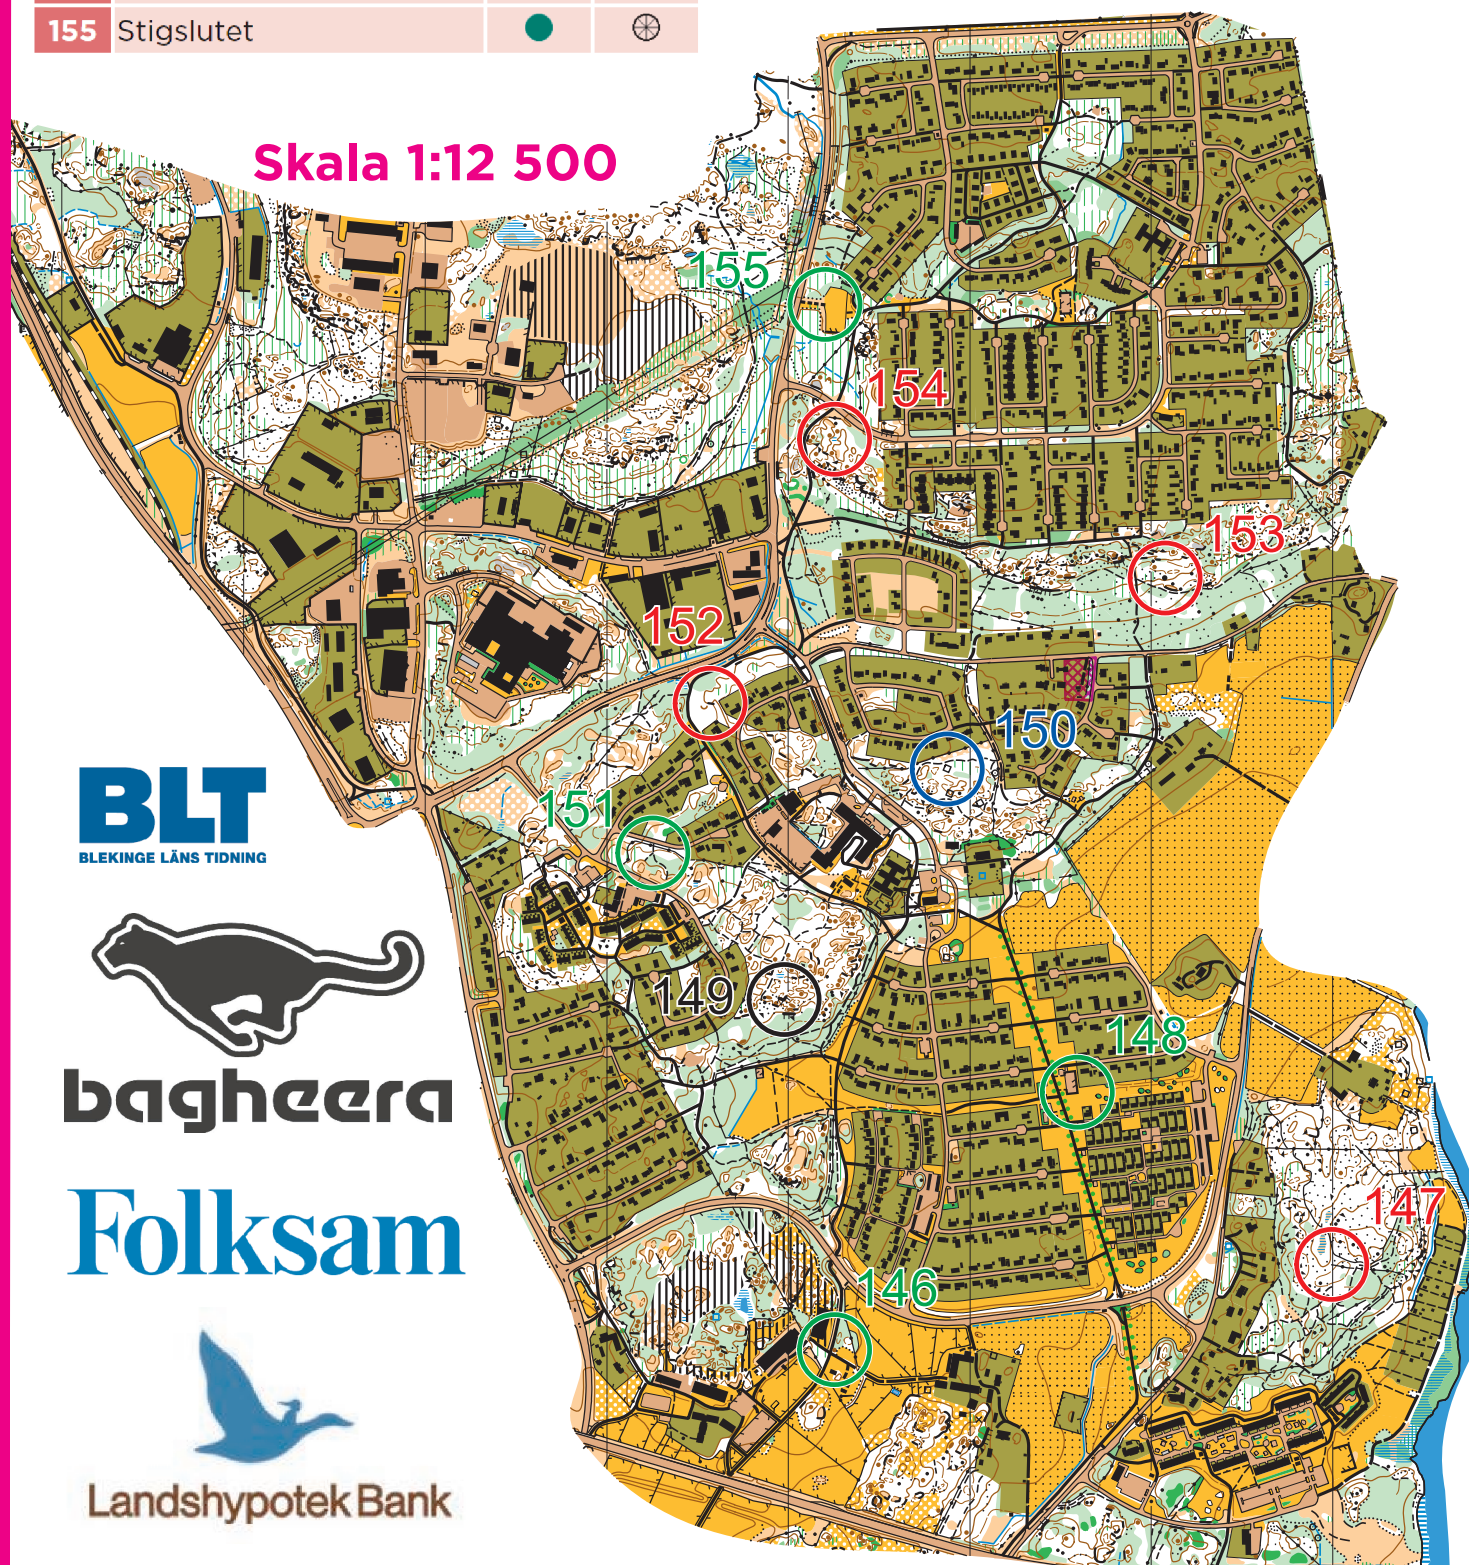 155 Stigslutet
Skala 1:12 500
155
154
153
152
150
151
149
148
147
146
BLT
BLEKINGE LÄNS TIDNING
bagheera
Folksam
Landshypotek Bank